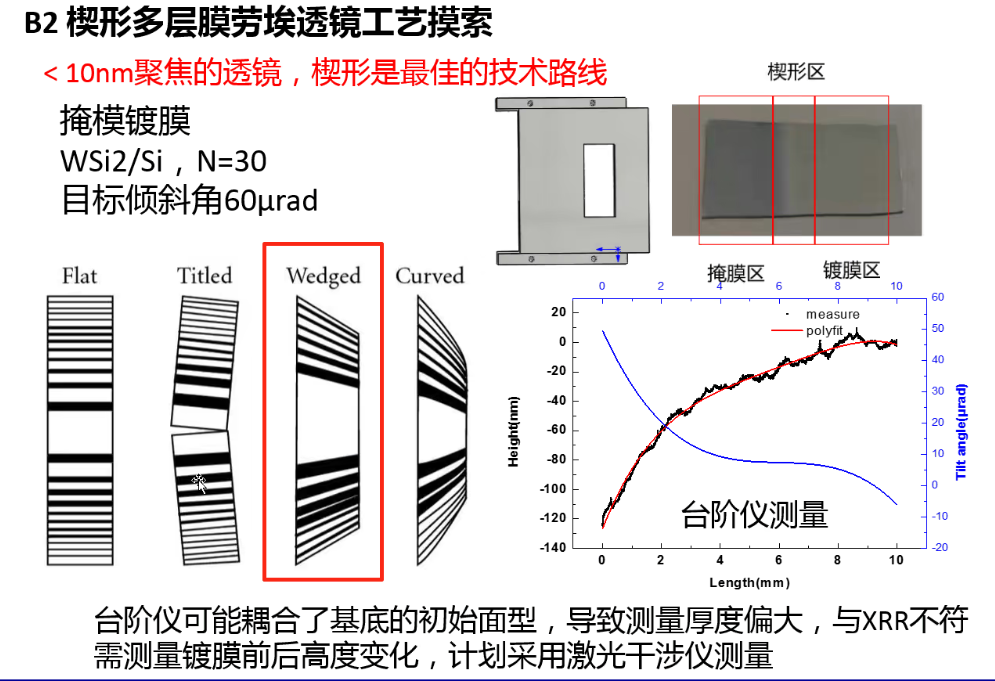 B2 楔形多层膜劳埃透镜工艺摸索
< 10nm聚焦的透镜，楔形是最佳的技术路线
掩模镀膜
WSi2/Si，N=30
目标倾斜角60μrad
楔形区
掩膜区
镀膜区
Flat
Titled
Wedged
Curved
0 2 4 6 8 10
20
0
-20
-40
-60
-80
-100
-120
-140
Height(nm)
measure
polyfit
台阶仪测量
60
50
40
30
20
10
0
-10
-20
Tilt angle(μrad)
0 2 4 6 8 10
Length(mm)
台阶仪可能耦合了基底的初始面型，导致测量厚度偏大，与XRR不符
需测量镀膜前后高度变化，计划采用激光干涉仪测量